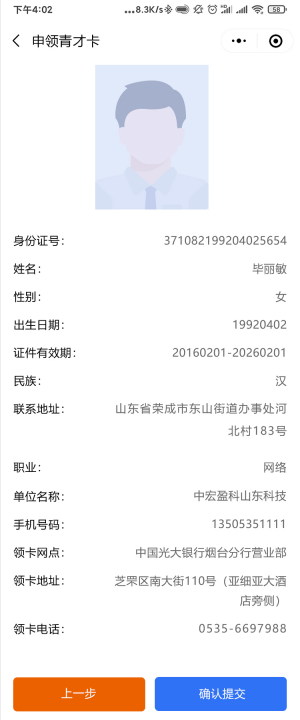 下午4:02
...8.3K/s
58
申领青才卡
身份证号: 371082199204025654
姓名: 毕丽敏
性别: 女
出生日期: 19920402
证件有效期: 20160201-20260201
民族: 汉
联系地址: 山东省荣成市东山街道办事处河
北村183号
职业: 网络
单位名称: 中宏盈科山东科技
手机号码: 13505351111
领卡网点: 中国光大银行烟台分行营业部
领卡地址: 芝罘区南大街110号（亚细亚大酒
店旁侧）
领卡电话: 0535-6697988
上一步
确认提交